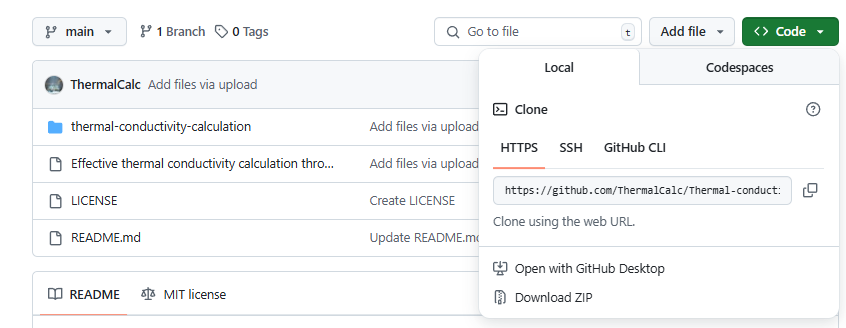 main
1 Branch
0 Tags
Go to file
t
Add file
Code
Local
Codespaces
ThermalCalc Add files via upload
Clone
thermal-conductivity-calculation Add files via upload
HTTPS SSH GitHub CLI
Effective thermal conductivity calculation thro... Add files via upload
https://github.com/ThermalCalc/Thermal-conducti
LICENSE Create LICENSE
Clone using the web URL.
README.md Update README.md
Open with GitHub Desktop
README MIT license
Download ZIP